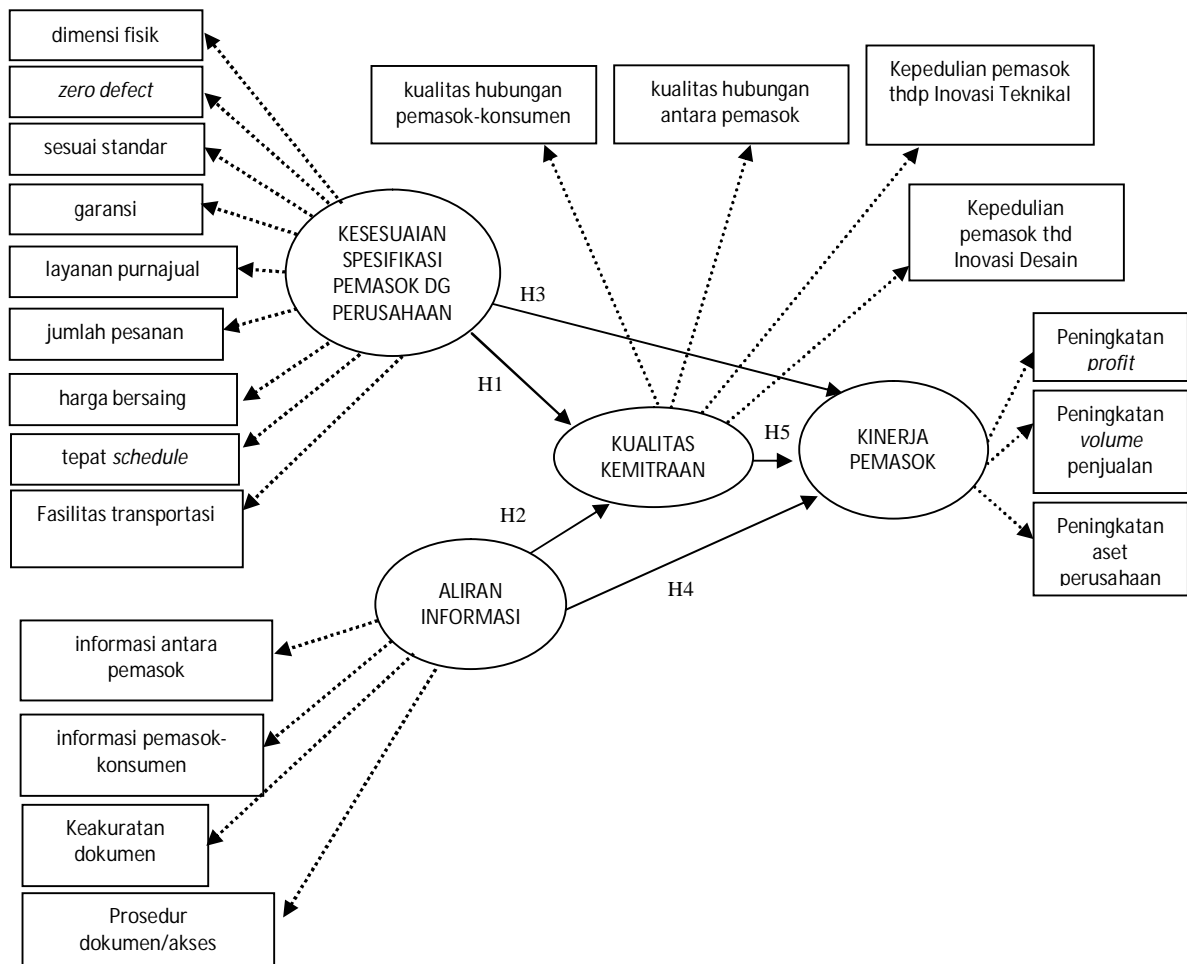 dimensi fisik
zero defect
sesuai standar
garansi
layanan purnajual
jumlah pesanan
harga bersaing
tepat schedule
Fasilitas transportasi
kualitas hubungan
pemasok-konsumen
kualitas hubungan
antara pemasok
Kepedulian pemasok
thdp Inovasi Teknikal
Kepedulian
pemasok thd
Inovasi Desain
KESESUAIAN
SPESIFIKASI
PEMASOK DG
PERUSAHAAN
H3
H1
KUALITAS
KEMITRAAN
H5
KINERJA
PEMASOK
Peningkatan
profit
Peningkatan
volume
penjualan
Peningkatan
aset
perusahaan
H2
H4
ALIRAN
INFORMASI
informasi antara
pemasok
informasi pemasok-
konsumen
Keakuratan
dokumen
Prosedur
dokumen/akses